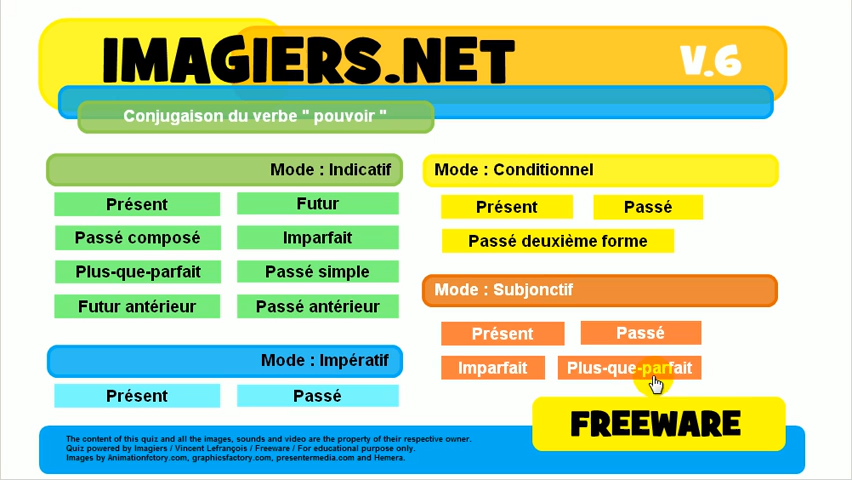 IMAGIERS.NET
V.6
Conjugaison du verbe " pouvoir "
Mode : Indicatif
Présent
Futur
Passé composé
Imparfait
Plus-que-parfait
Passé simple
Futur antérieur
Passé antérieur
Mode : Impératif
Présent
Passé
Mode : Conditionnel
Présent
Passé
Passé deuxième forme
Mode : Subjonctif
Présent
Passé
Imparfait
Plus-que-parfait
FREEWARE
The content of this quiz and all the images, sounds and video are the property of their respective owner.
Quiz powered by Imagiers / Vincent Lefrançois / Freeware / For educational purpose only.
Images by Animationfctory.com, graphicsfactory.com, presentermedia.com and Hemera.